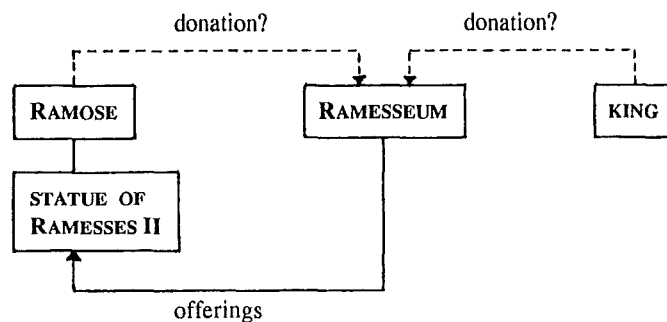 donation? donation?
RAMOSE RAMESSEUM KING
STATUE OF
RAMESSES II
offerings